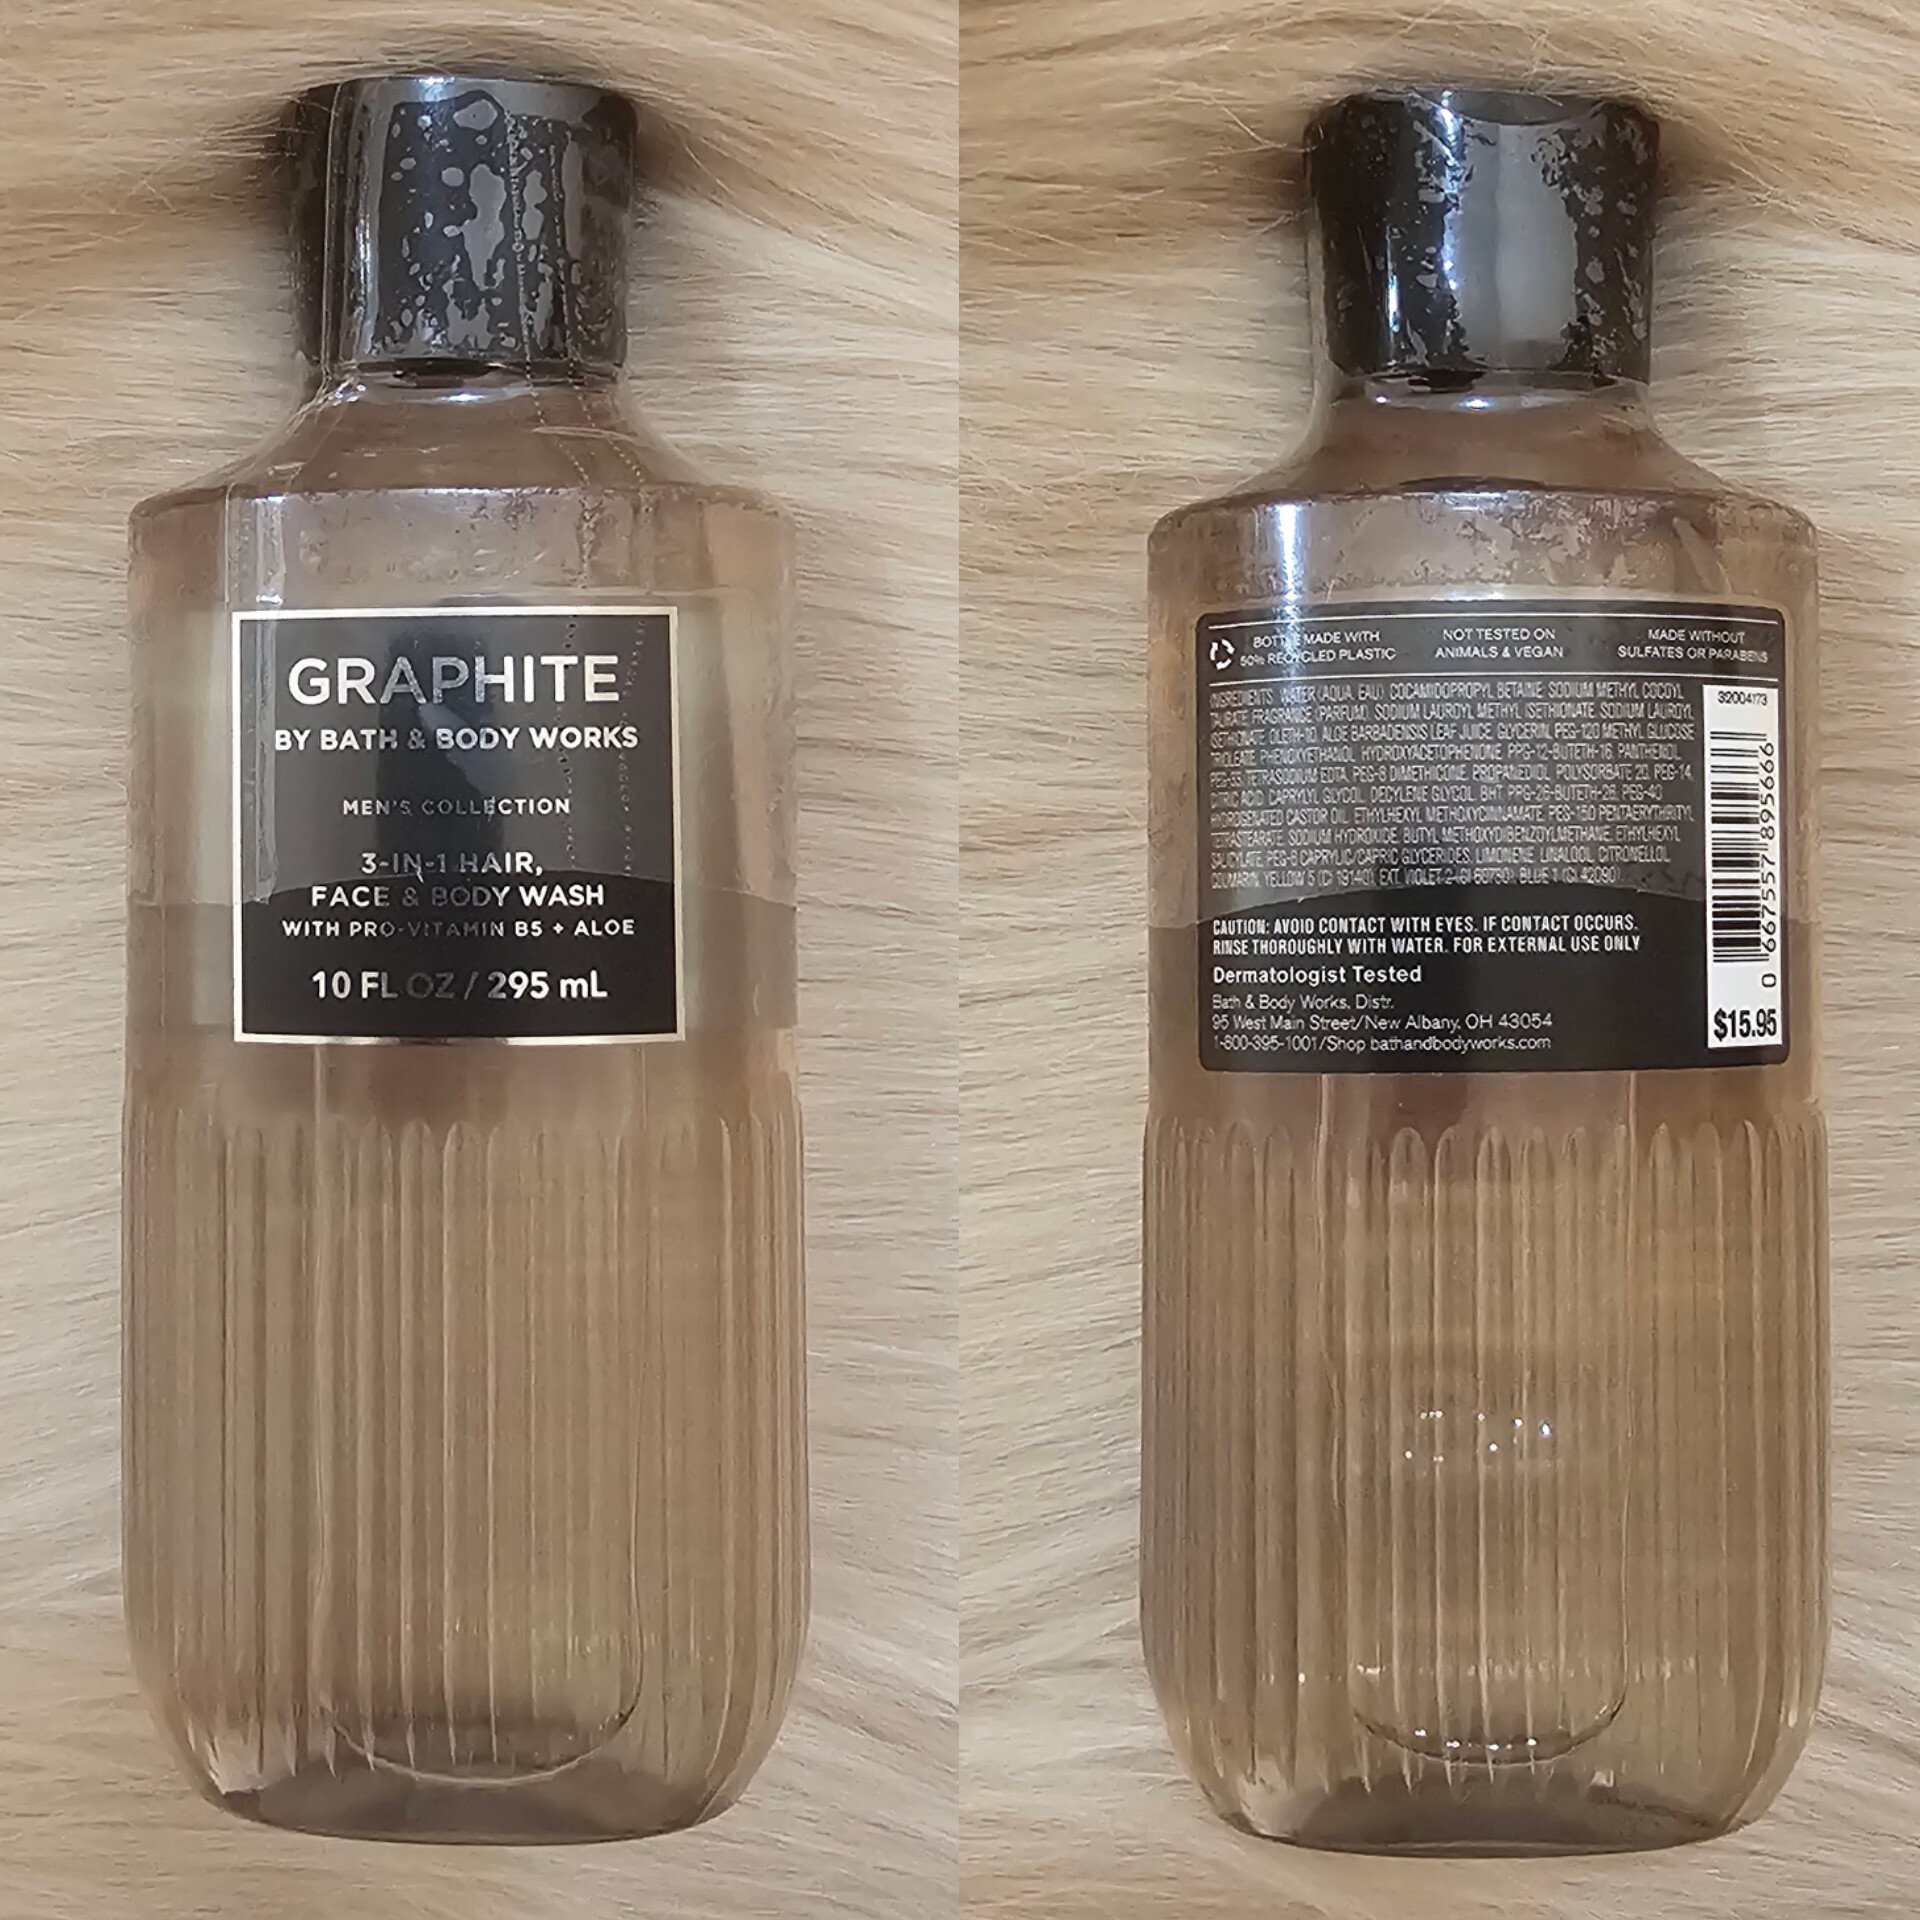 GRAPHITE
BY BATH & BODY WORKS
MEN'S COLLECTION
3-IN-1 HAIR,
FACE & BODY WASH
WITH PRO-VITAMIN B5 + ALOE
10 FL OZ / 295 mL
BOTTLE MADE WITH
50% RECYCLED PLASTIC
NOT TESTED ON
ANIMALS & VEGAN
MADE WITHOUT
SULFATES OR PARABENS
INGREDIENTS: WATER (AQUA, EAU), COCAMIDOPROPYL BETAINE, SODIUM METHYL COCOYL
TAURATE, FRAGRANCE (PARFUM), SODIUM LAUROYL METHYL ISETHIONATE, SODIUM LAUROYL
ISETHIONATE, OLETH-10, ALOE BARBADENSIS LEAF JUICE, GLYCERIN, PEG-120 METHYL GLUCOSE
TRIOLEATE, PHENOXYETHANOL, HYDROXYACETOPHENONE, PPG-12-BUTETH-16, PANTHENOL,
PEG-33, TETRASODIUM EDTA, PEG-8 DIMETHICONE, PROPANEDIOL, POLYSORBATE 20, PEG-14,
CITRIC ACID, CAPRYLYL GLYCOL, DECYLENE GLYCOL, BHT, PPG-26-BUTETH-26, PEG-40
HYDROGENATED CASTOR OIL, ETHYLHEXYL METHOXYCINNAMATE, PEG-150 PENTAERYTHRITYL
TETRASTEARATE, SODIUM HYDROXIDE, BUTYL METHOXYDIBENZOYLMETHANE, ETHYLHEXYL
SALICYLATE, PEG-6 CAPRYLIC/CAPRIC GLYCERIDES, LIMONENE, LINALOOL, CITRONELLOL,
COUMARIN, YELLOW 5 (CI 19140), EXT. VIOLET 2 (CI 60730), BLUE 1 (CI 42090).
CAUTION: AVOID CONTACT WITH EYES. IF CONTACT OCCURS,
RINSE THOROUGHLY WITH WATER. FOR EXTERNAL USE ONLY
Dermatologist Tested
Bath & Body Works, Distr.
95 West Main Street/New Albany, OH 43054
1-800-395-1001/Shop bathandbodyworks.com
32004173
0 667557 895666
$15.95